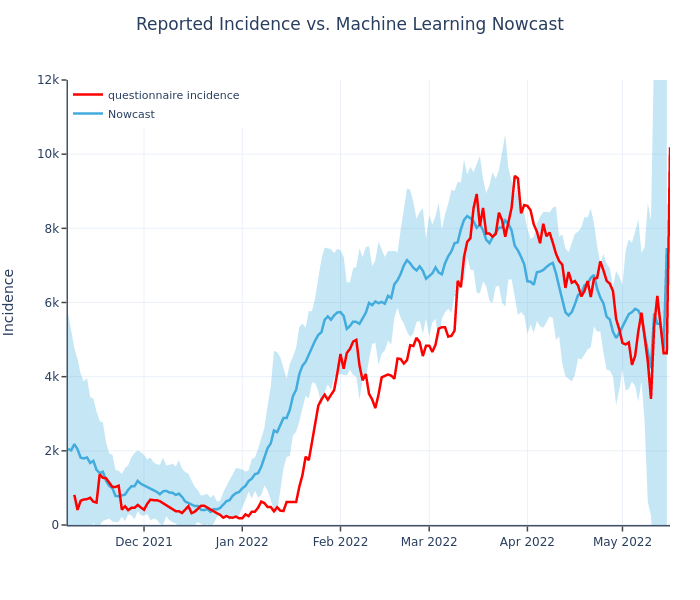 Reported Incidence vs. Machine Learning Nowcast
questionnaire incidence
Nowcast
Incidence
12k
10k
8k
6k
4k
2k
0
Dec 2021
Jan 2022
Feb 2022
Mar 2022
Apr 2022
May 2022